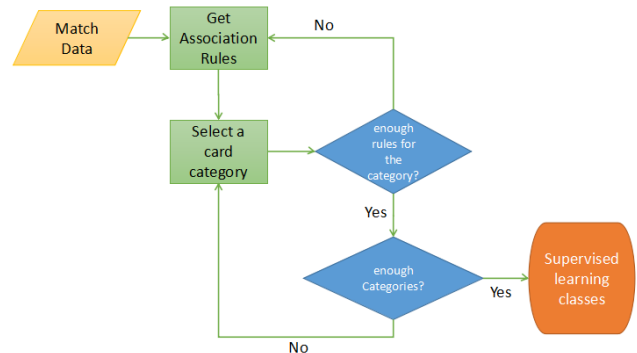 Match
Data
Get
Association
Rules
No
Select a
card
category
enough
rules for
the
category?
Yes
enough
Categories?
Yes
No
Supervised
learning
classes